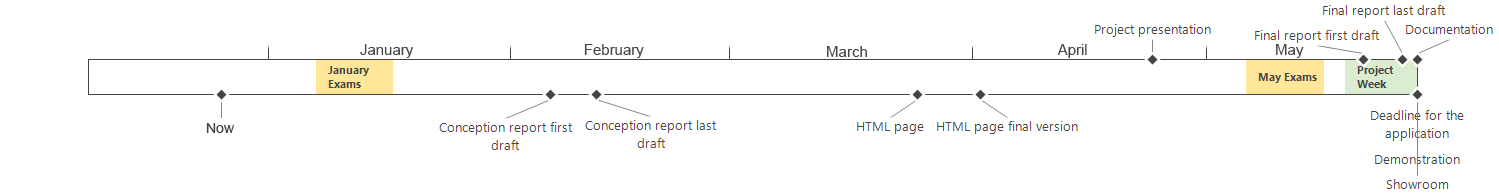 Final report last draft
Project presentation
Final report first draft
Documentation
January
February
March
April
May
January
Exams
May Exams
Project
Week
Now
Conception report first
draft
Conception report last
draft
HTML page
HTML page final version
Deadline for the
application
Demonstration
Showroom